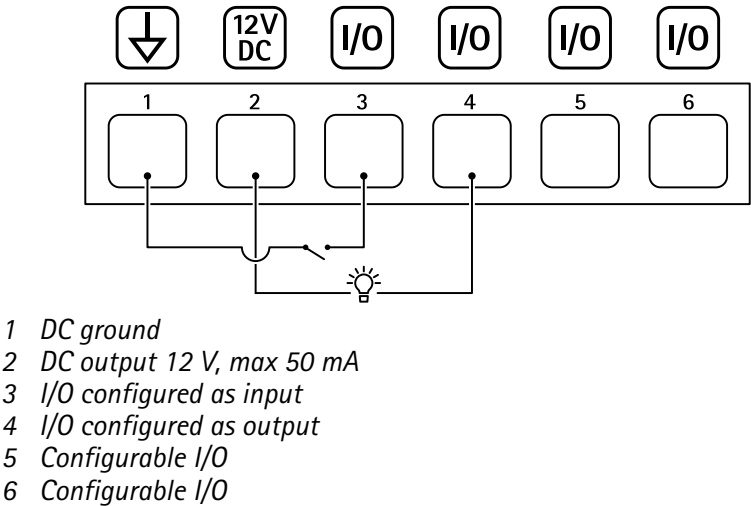 12V DC I/O I/O I/O I/O
1 2 3 4 5 6
1 DC ground
2 DC output 12 V, max 50 mA
3 I/O configured as input
4 I/O configured as output
5 Configurable I/O
6 Configurable I/O